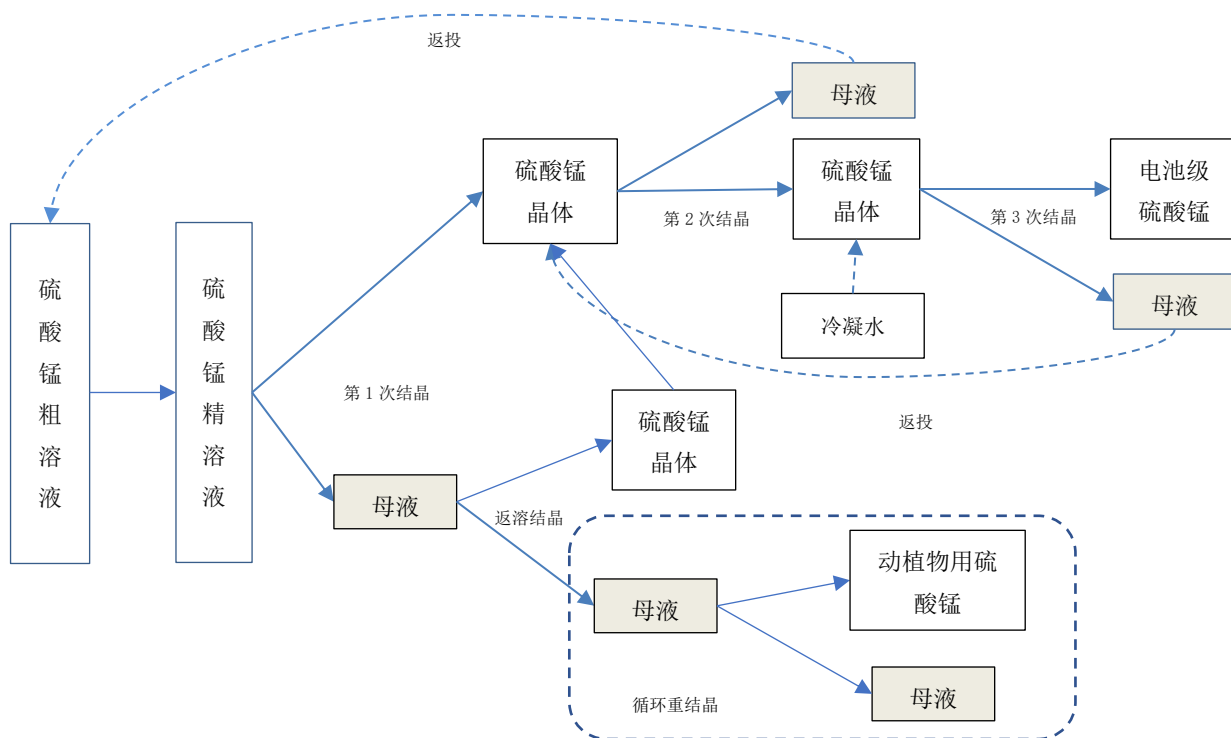 返投
母液
硫酸锰
晶体
硫酸锰
晶体
电池级
硫酸锰
第 2 次结晶
第 3 次结晶
硫
酸
锰
粗
溶
液
硫
酸
锰
精
溶
液
母液
冷凝水
第 1 次结晶
硫酸锰
晶体
返投
母液
返溶结晶
动植物用硫
酸锰
母液
母液
循环重结晶